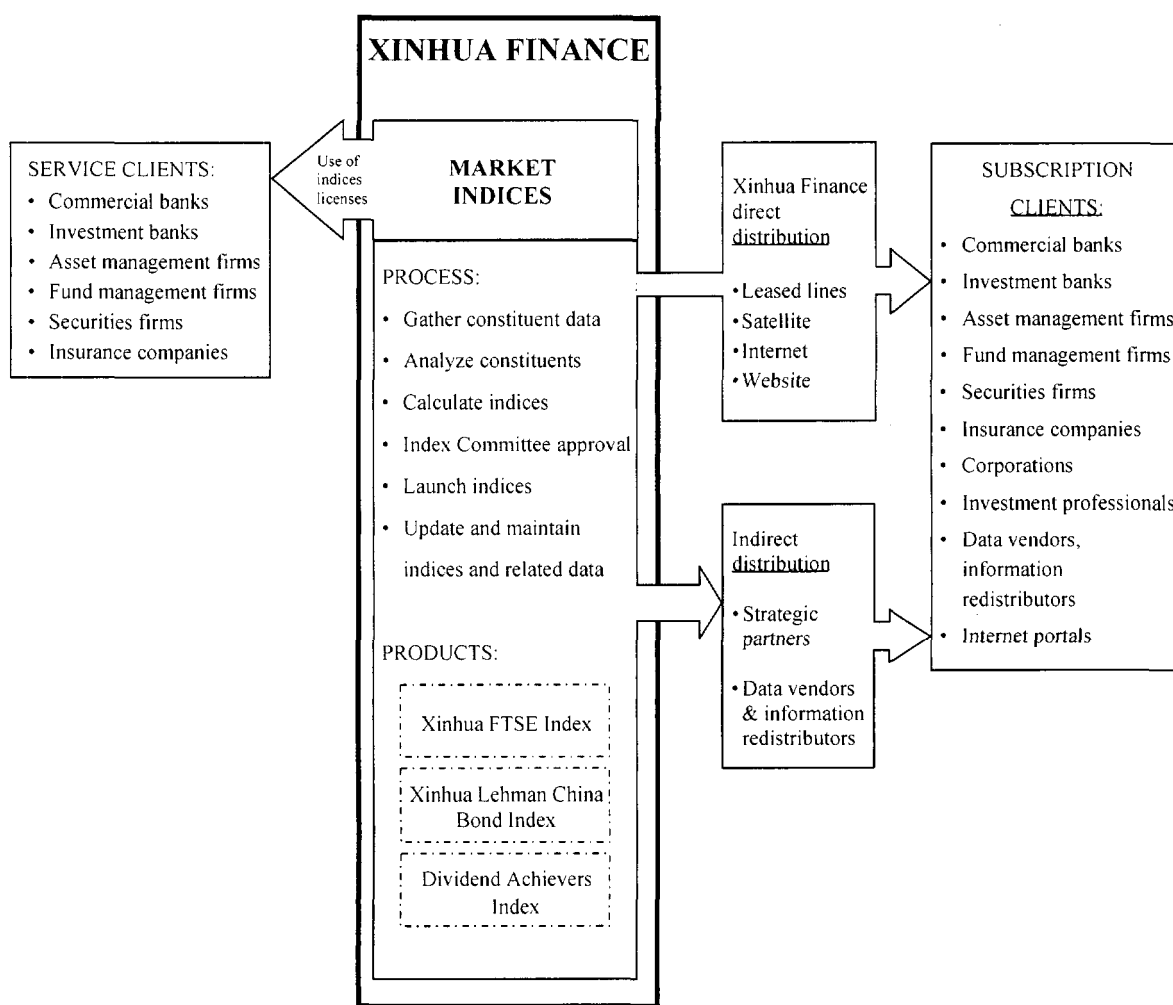 XINHUA FINANCE
SERVICE CLIENTS:
• Commercial banks
• Investment banks
• Asset management firms
• Fund management firms
• Securities firms
• Insurance companies
Use of
indices
licenses
MARKET
INDICES
PROCESS:
• Gather constituent data
• Analyze constituents
• Calculate indices
• Index Committee approval
• Launch indices
• Update and maintain
indices and related data
PRODUCTS:
Xinhua FTSE Index
Xinhua Lehman China
Bond Index
Dividend Achievers
Index
Xinhua Finance
direct
distribution
• Leased lines
• Satellite
• Internet
• Website
Indirect
distribution
• Strategic
partners
• Data vendors
& information
redistributors
SUBSCRIPTION
CLIENTS:
• Commercial banks
• Investment banks
• Asset management firms
• Fund management firms
• Securities firms
• Insurance companies
• Corporations
• Investment professionals
• Data vendors,
information
redistributors
• Internet portals